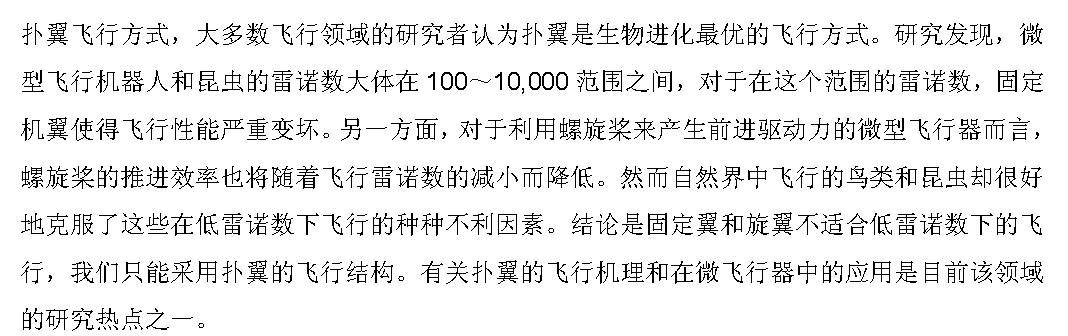 扑翼飞行方式，大多数飞行领域的研究者认为扑翼是生物进化最优的飞行方式。研究发现，微
型飞行机器人和昆虫的雷诺数大体在 100～10,000 范围之间，对于在这个范围的雷诺数，固定
机翼使得飞行性能严重变坏。另一方面，对于利用螺旋桨来产生前进驱动力的微型飞行器而言，
螺旋桨的推进效率也将随着飞行雷诺数的减小而降低。然而自然界中飞行的鸟类和昆虫却很好
地克服了这些在低雷诺数下飞行的种种不利因素。结论是固定翼和旋翼不适合低雷诺数下的飞
行，我们只能采用扑翼的飞行结构。有关扑翼的飞行机理和在微飞行器中的应用是目前该领域
的研究热点之一。